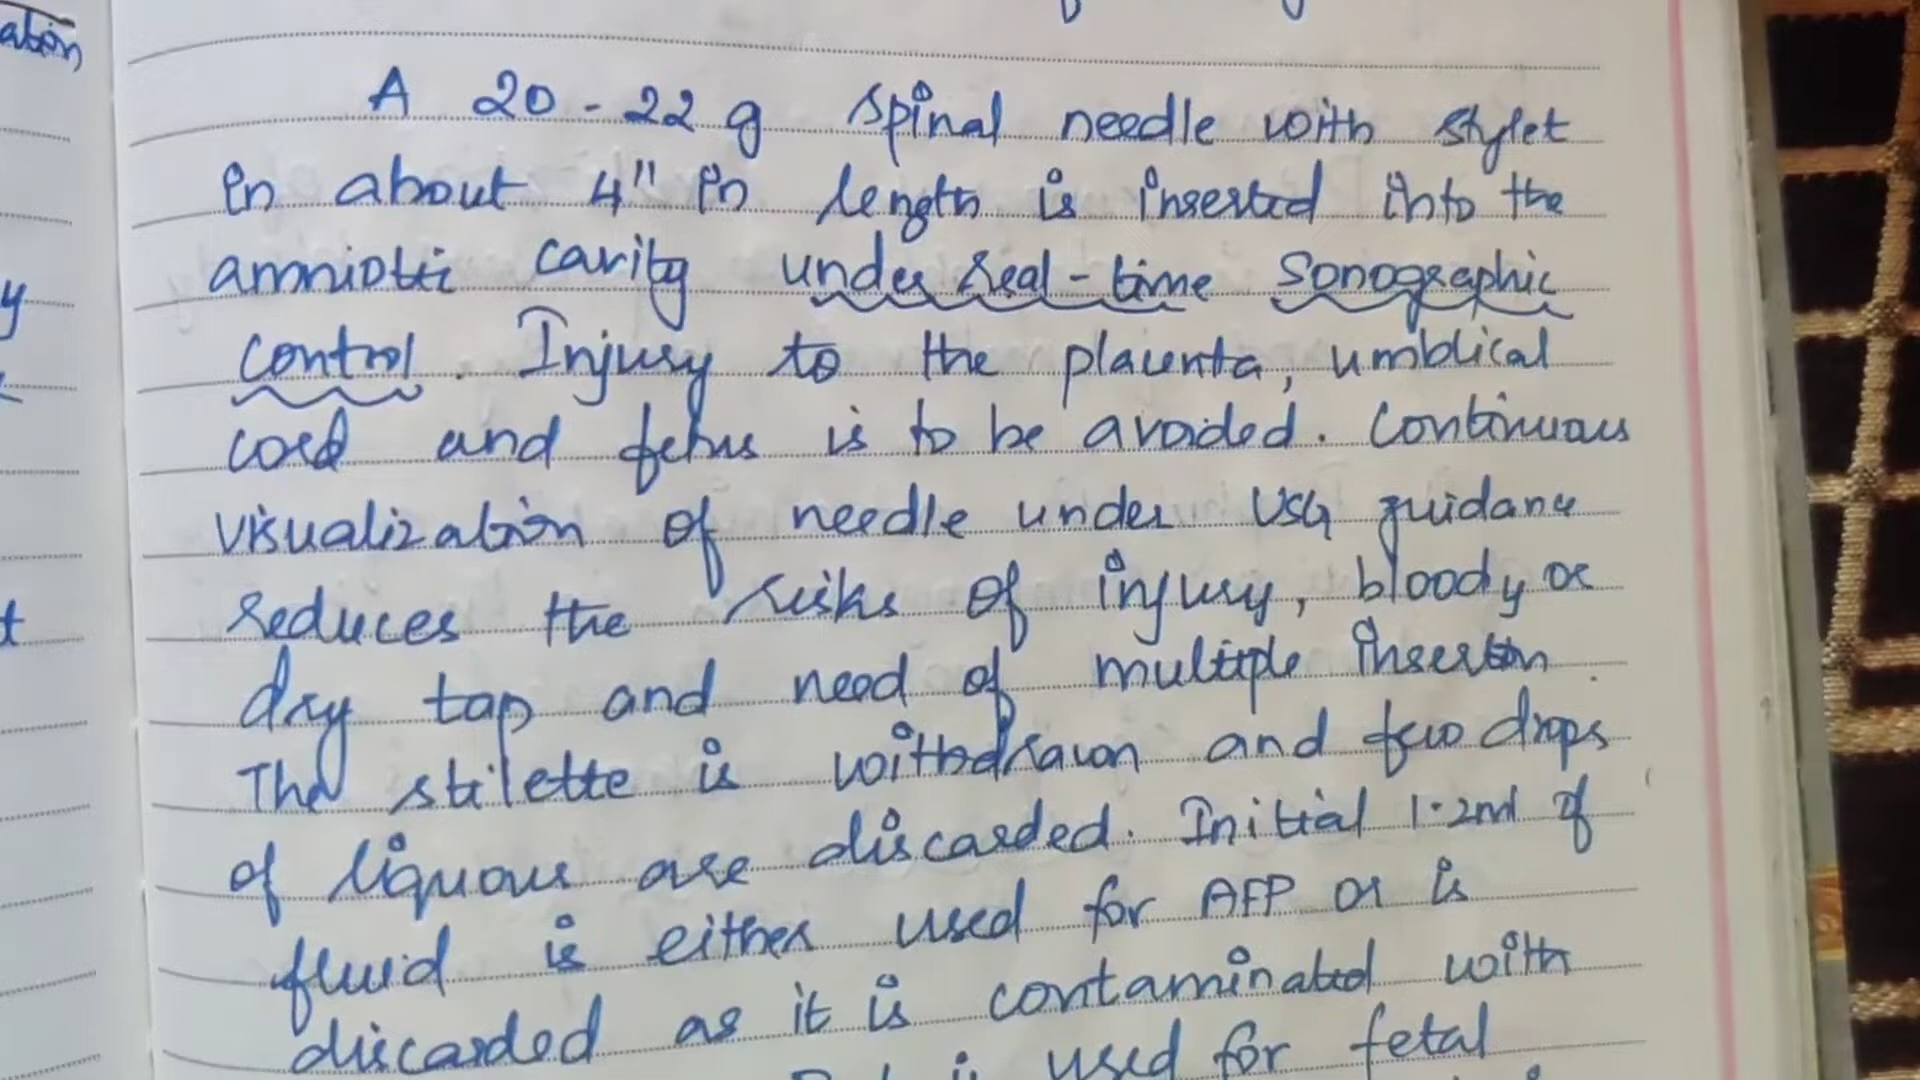 ation
A 20-22 g spinal needle with stylet
in about 4" in length is inserted into the
amniotic cavity under real-time sonographic
control. Injury to the placenta, umblical
cord and fetus is to be avoided. Continuous
visualization of needle under USG guidance
reduces the risks of injury, bloody or
dry tap and need of multiple insertion.
The stilette is withdrawn and few drops
of liquour are discarded. Initial 1-2ml of
fluid is either used for AFP or is
discarded as it is contaminated with
used for fetal
y
t